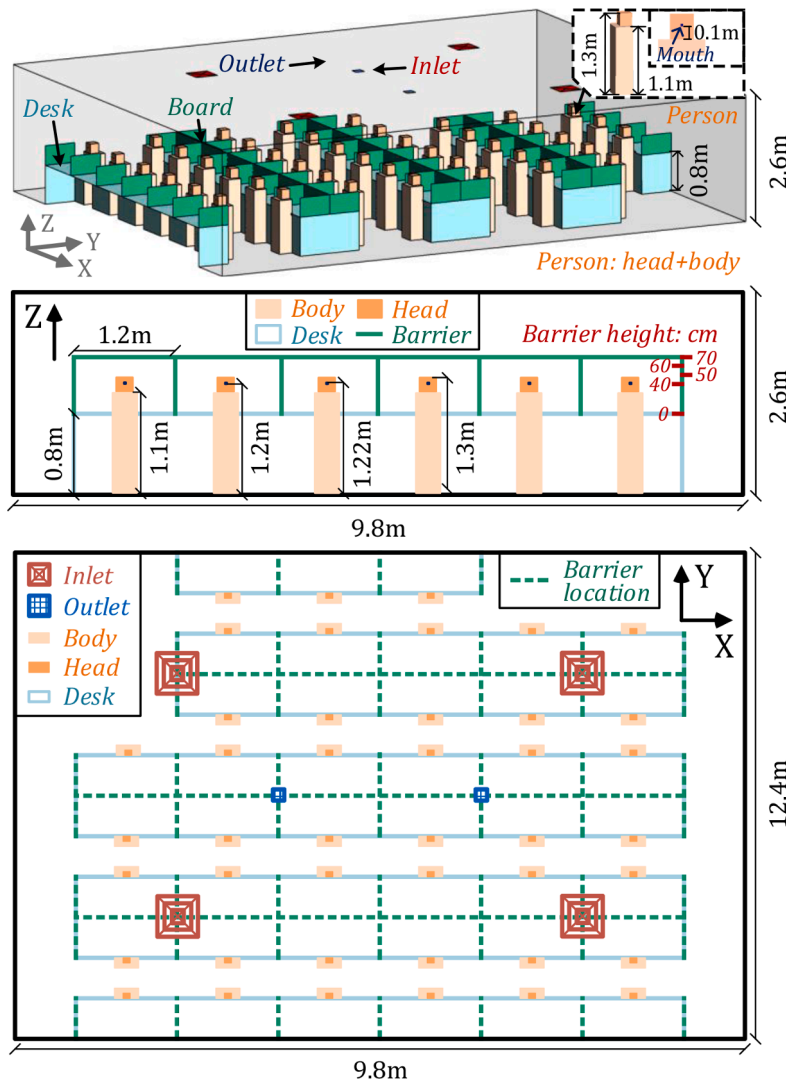 Outlet
Inlet
Desk
Board
1.3m
0.1m
Mouth
1.1m
Person
0.8m
2.6m
Z
Y
X
Person: head+body
Z
1.2m
Body
Head
Desk
Barrier
Barrier height: cm
70
60
50
40
0
0.8m
1.1m
1.2m
1.22m
1.3m
2.6m
9.8m
Inlet
Outlet
Body
Head
Desk
Barrier
location
Y
X
12.4m
9.8m